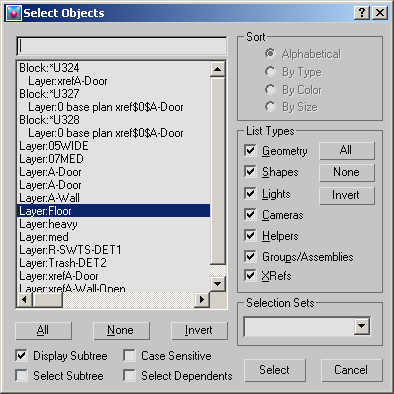 Select Objects
Block:*U324
Layer:xrefA-Door
Block:*U327
Layer:0 base plan xref$0$A-Door
Block:*U328
Layer:0 base plan xref$0$A-Door
Layer:05WIDE
Layer:07MED
Layer:A-Door
Layer:A-Door
Layer:A-Wall
Layer:Floor
Layer:heavy
Layer:med
Layer:R-SWTS-DET1
Layer:Trash-DET2
Layer:xrefA-Door
Layer:xrefA-Wall-Open
All None Invert
Display Subtree Case Sensitive
Select Subtree Select Dependents
Sort
Alphabetical
By Type
By Color
By Size
List Types
Geometry All
Shapes None
Lights Invert
Cameras
Helpers
Groups/Assemblies
XRefs
Selection Sets
Select Cancel